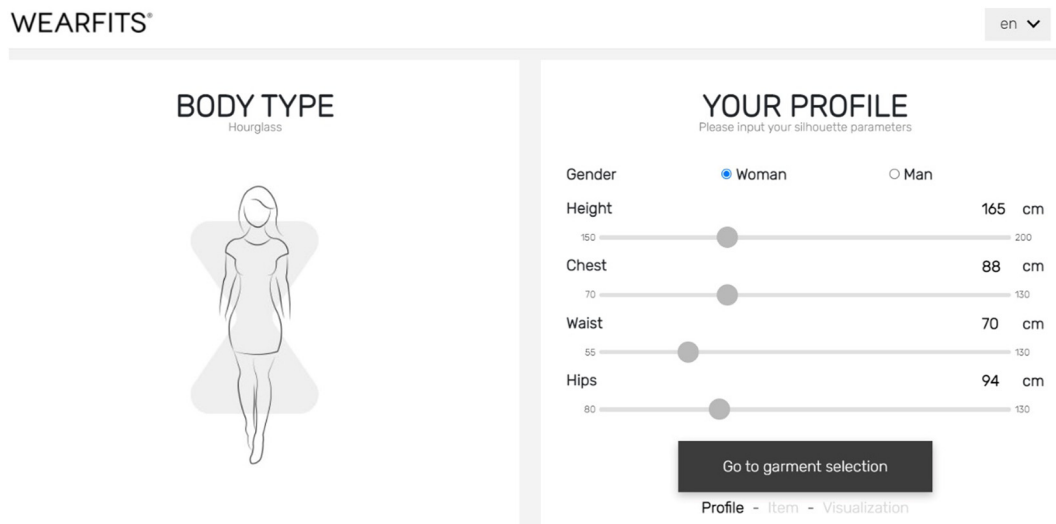 WEARFITS®
en
BODY TYPE
Hourglass
YOUR PROFILE
Please input your silhouette parameters
Gender Woman Man
Height 165 cm
150 200
Chest 88 cm
70 130
Waist 70 cm
55 130
Hips 94 cm
80 130
Go to garment selection
Profile - Item - Visualization